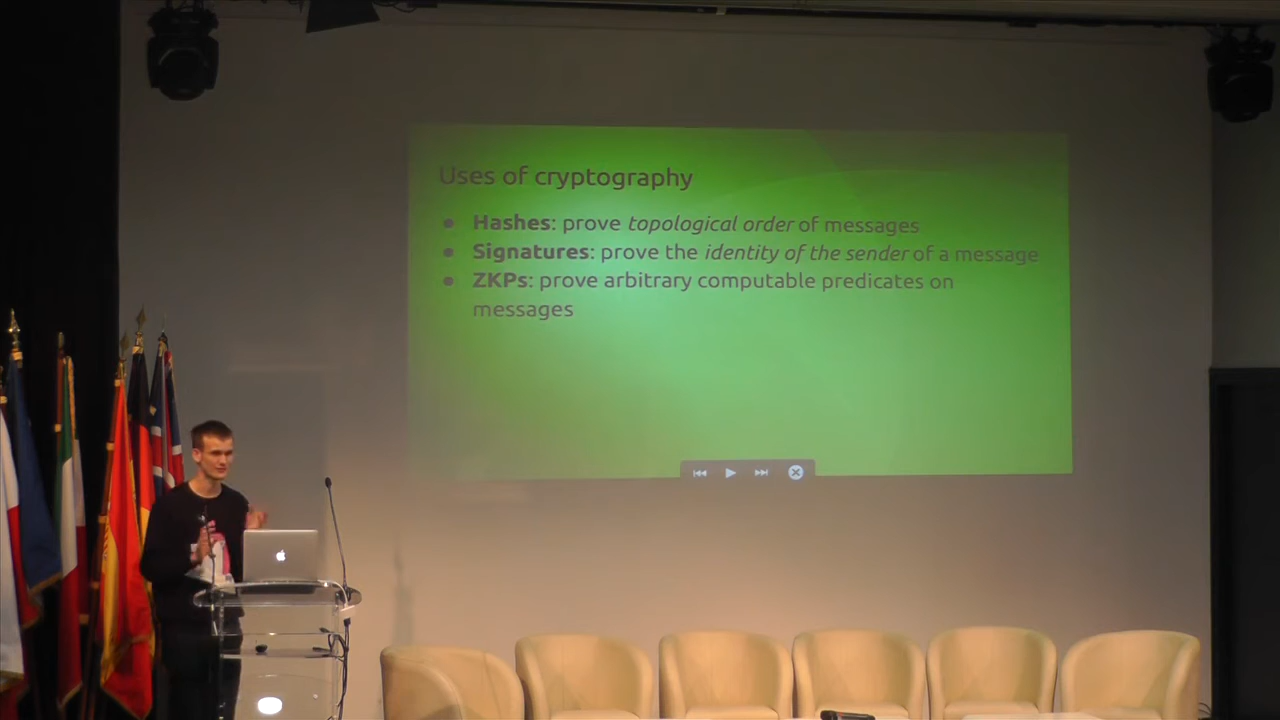 Uses of cryptography
● Hashes: prove topological order of messages
● Signatures: prove the identity of the sender of a message
● ZKPs: prove arbitrary computable predicates on
messages